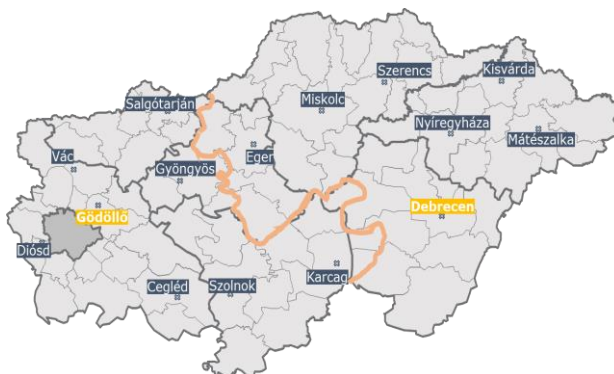 Kisvárda
Szerencs
Salgótarján
Miskolc
Nyíregyháza
Mátészalka
Eger
Vác
Gyöngyös
Debrecen
Gödöllő
Diósd
Karcag
Cegléd
Szolnok